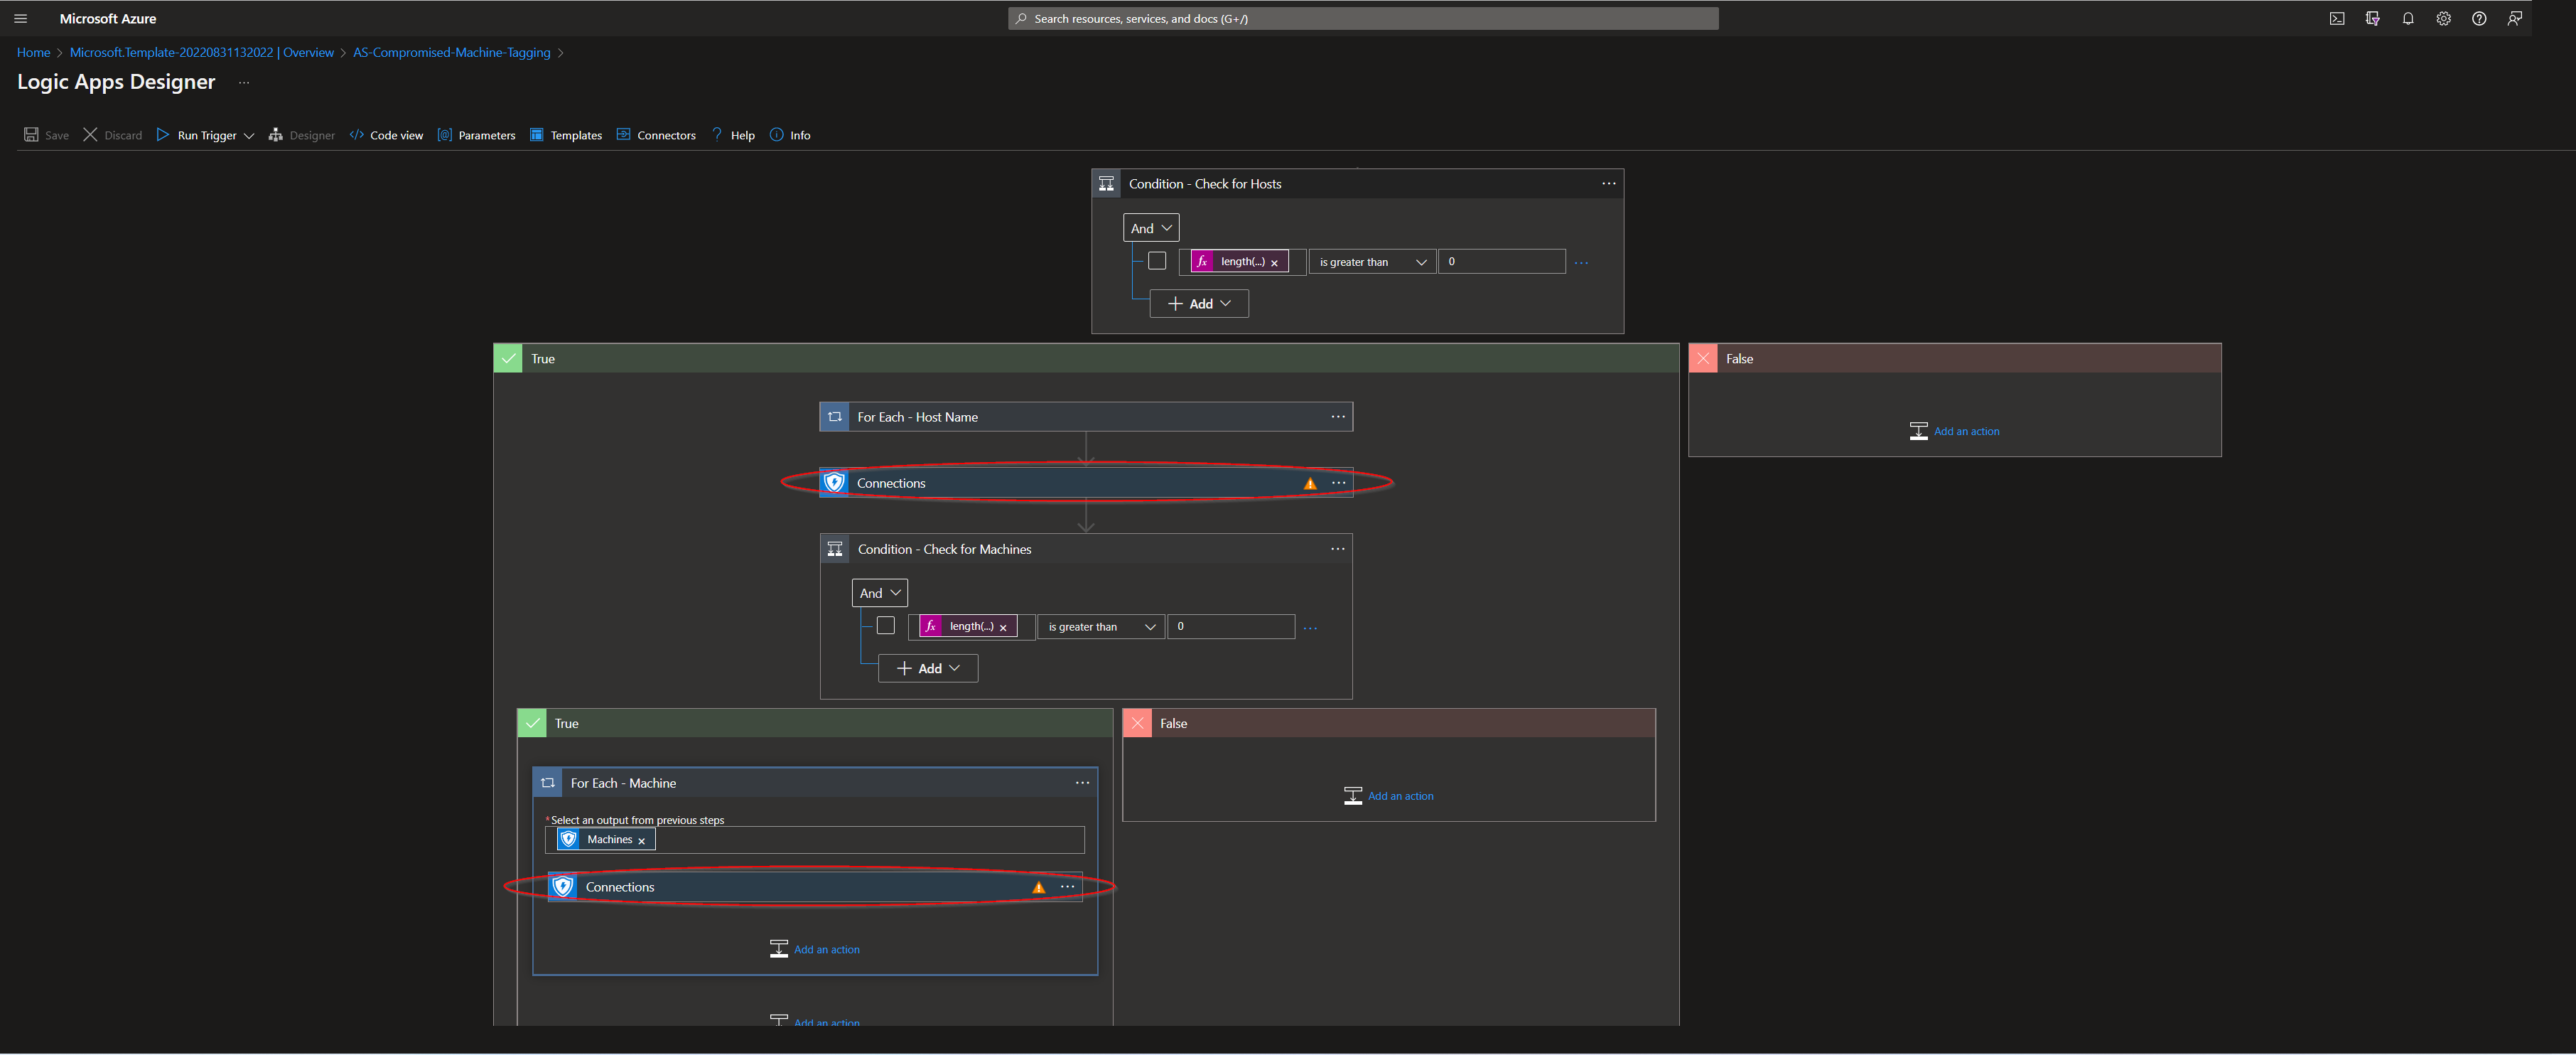 Microsoft Azure
Search resources, services, and docs (G+/)
Home > Microsoft.Template-20220831132022 | Overview > AS-Compromised-Machine-Tagging >
Logic Apps Designer ...
Save Discard Run Trigger Designer </> Code view [@] Parameters Templates Connectors ? Help Info
Condition - Check for Hosts
And
fx length(...) × is greater than 0
+ Add
True
False
For Each - Host Name
Add an action
Connections
Condition - Check for Machines
And
fx length(...) × is greater than 0
+ Add
True
False
For Each - Machine
Add an action
* Select an output from previous steps
Machines ×
Connections
Add an action
Add an action